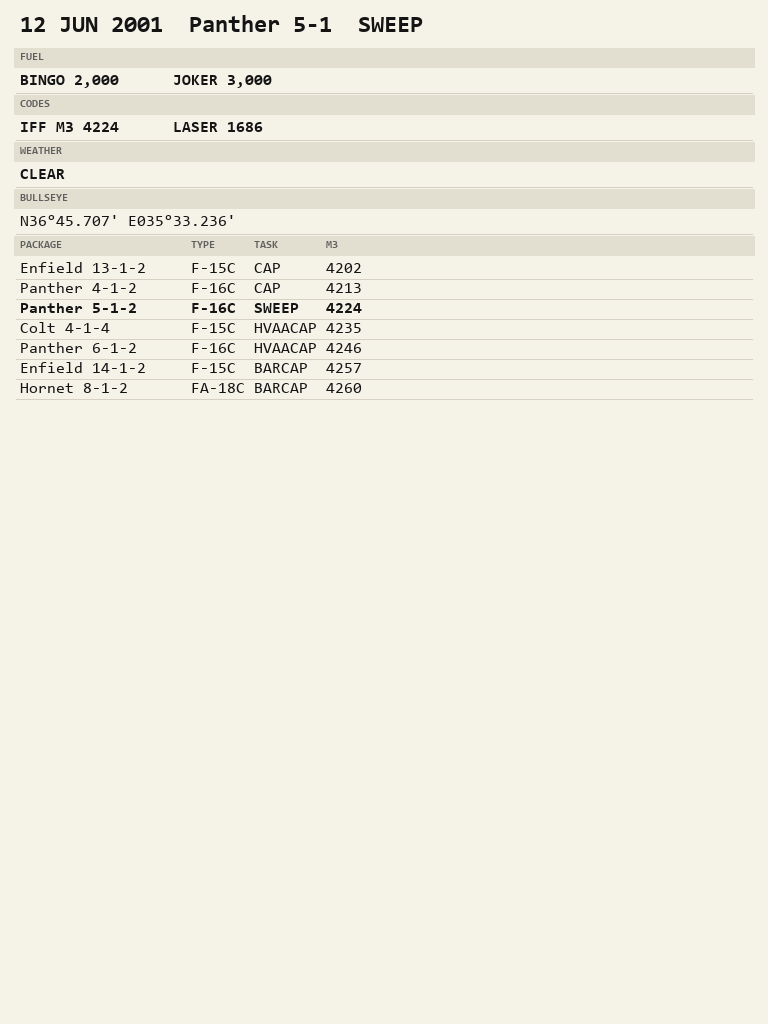 12 JUN 2001 Panther 5-1 SWEEP
FUEL
BINGO 2,000 JOKER 3,000
CODES
IFF M3 4224 LASER 1686
WEATHER
CLEAR
BULLSEYE
N36°45.707' E035°33.236'
PACKAGE TYPE TASK M3
Enfield 13-1-2 F-15C CAP 4202
Panther 4-1-2 F-16C CAP 4213
Panther 5-1-2 F-16C SWEEP 4224
Colt 4-1-4 F-15C HVAACAP 4235
Panther 6-1-2 F-16C HVAACAP 4246
Enfield 14-1-2 F-15C BARCAP 4257
Hornet 8-1-2 FA-18C BARCAP 4260